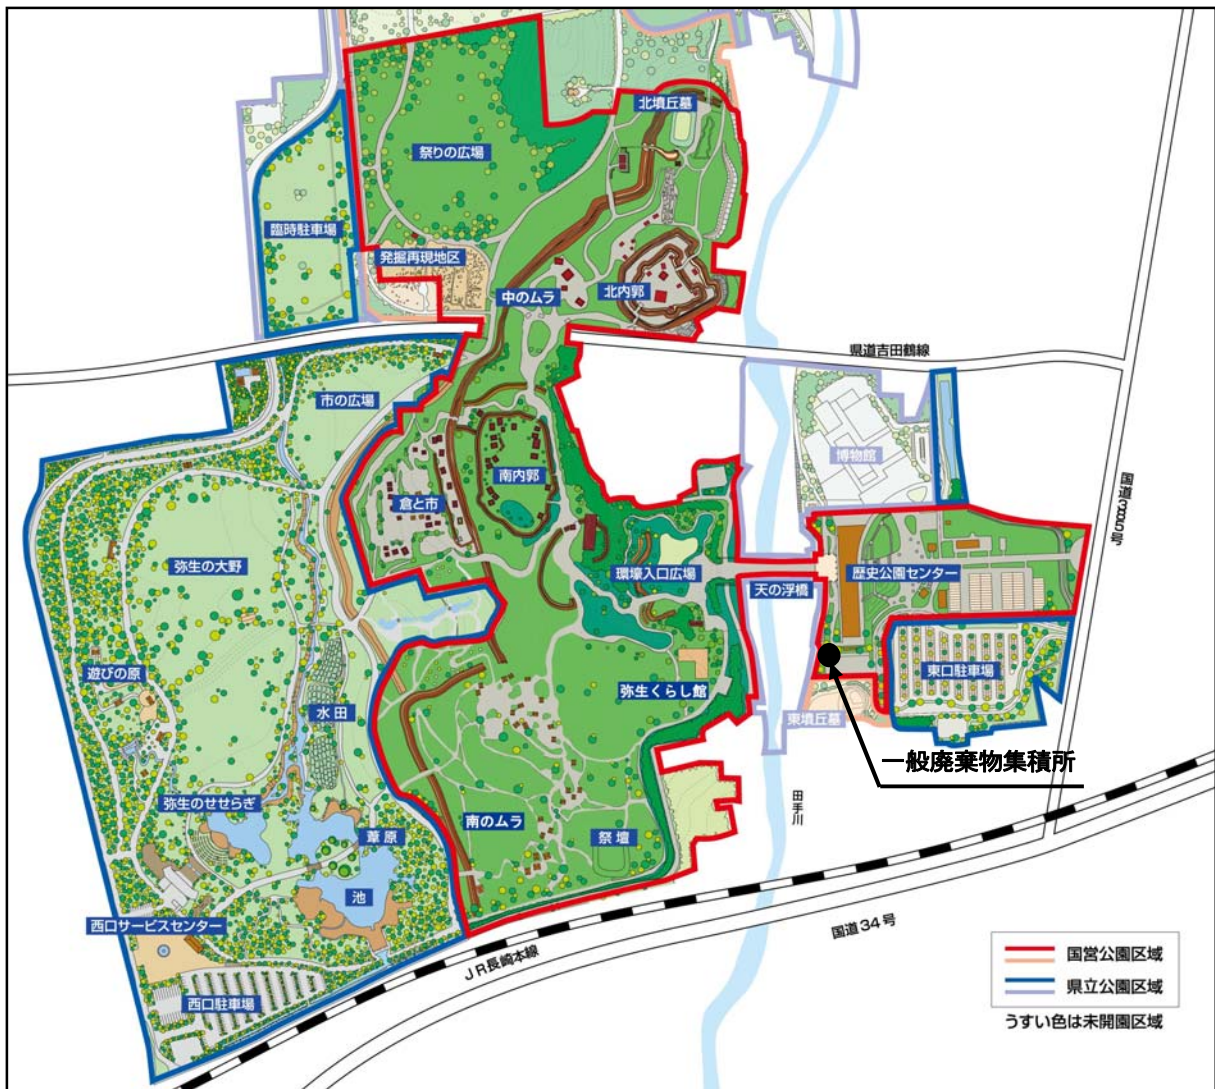 北墳丘墓
祭りの広場
臨時駐車場
発掘再現地区
中のムラ
北内郭
県道吉田鶴線
市の広場
博物館
南内郭
倉と市
国道385号
弥生の大野
環壕入口広場
歴史公園センター
天の浮橋
遊びの原
弥生くらし館
東口駐車場
水田
東墳丘墓
一般廃棄物集積所
弥生のせせらぎ
田手川
葦原
南のムラ
祭壇
池
西口サービスセンター
国道34号
JR長崎本線
西口駐車場
国営公園区域
県立公園区域
うすい色は未開園区域